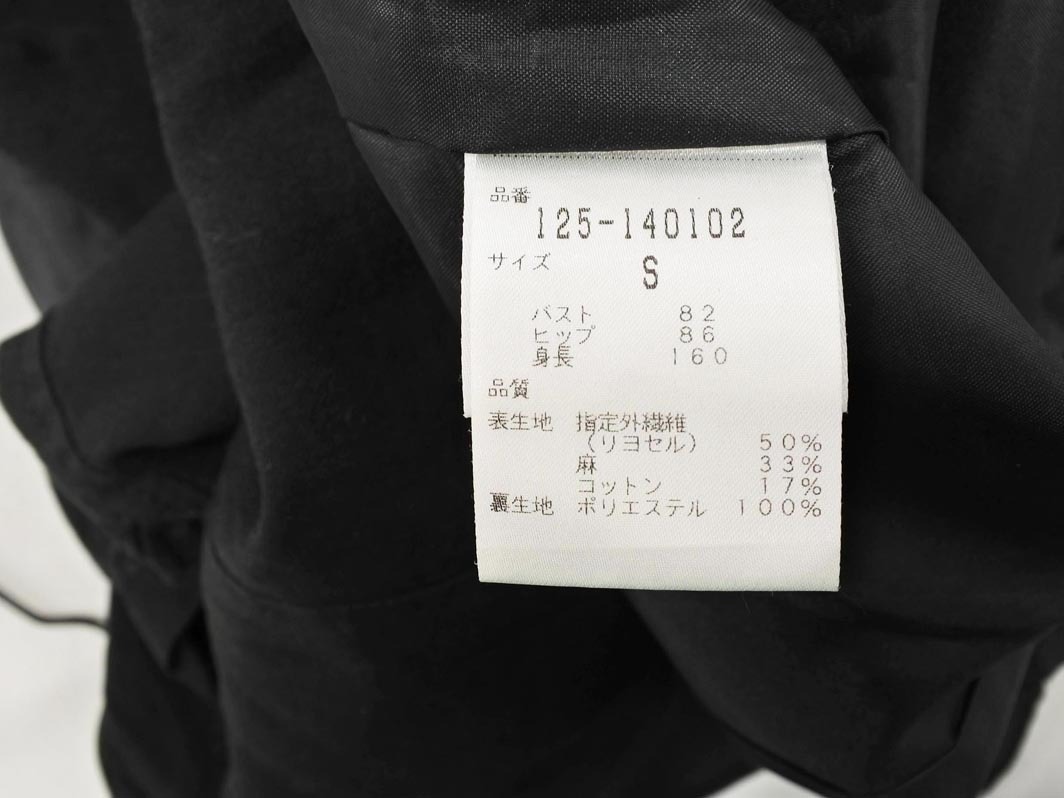 品番
125-140102
サイズ S
バスト 82
ヒップ 86
身長 160
品質
表生地 指定外繊維
(リヨセル) 50%
麻 33%
コットン 17%
裏生地 ポリエステル 100%